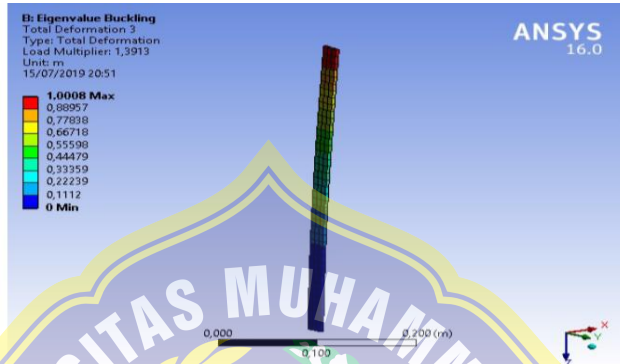 B: Eigenvalue Buckling
Total Deformation 3
Type: Total Deformation
Load Multiplier: 1,3913
Unit: m
15/07/2019 20:51
ANSYS
16.0
1.0008 Max
0,88957
0,77838
0,66718
0,55598
0,44479
0,33359
0,22239
0,1112
0 Min
SITAS MUHAM
0,000
0,200 (m)
0,100
X
Y